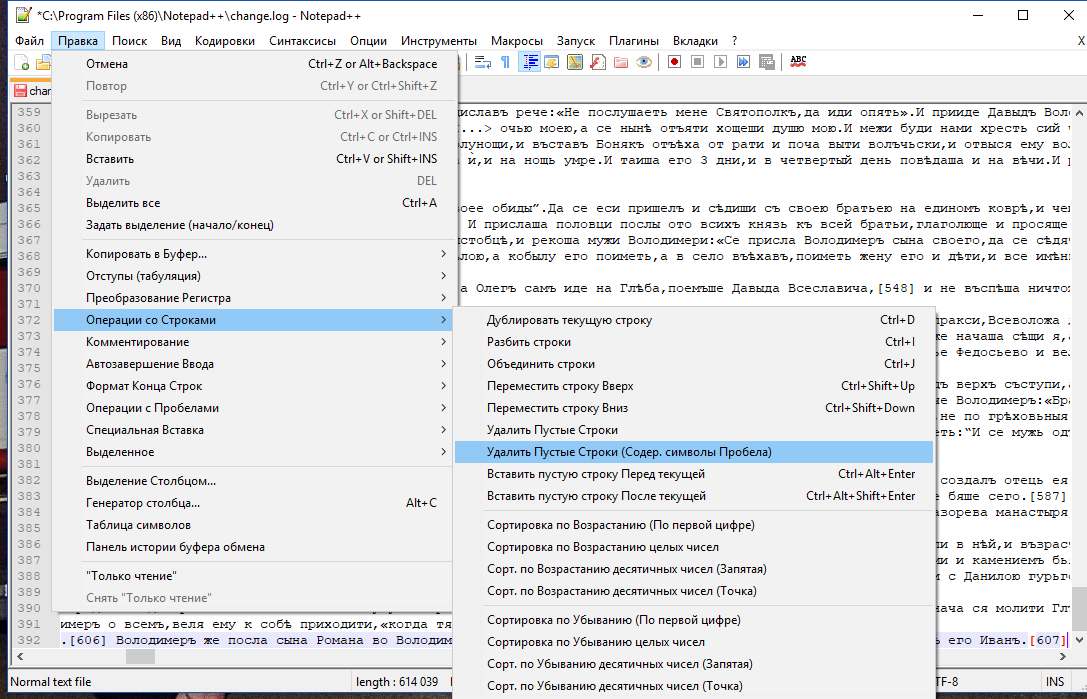 *C:\Program Files (x86)\Notepad++\change.log - Notepad++
Файл Правка Поиск Вид Кодировки Синтаксисы Опции Инструменты Макросы Запуск Плагины Вкладки ? X
ABC
char
Отмена Ctrl+Z or Alt+Backspace
Повтор Ctrl+Y or Ctrl+Shift+Z
Вырезать Ctrl+X or Shift+DEL
Копировать Ctrl+C or Ctrl+INS
Вставить Ctrl+V or Shift+INS
Удалить DEL
Выделить все Ctrl+A
Задать выделение (начало/конец)
Копировать в Буфер...
Отступы (табуляция)
Преобразование Регистра
Операции со Строками
Комментирование
Автозавершение Ввода
Формат Конца Строк
Операции с Пробелами
Специальная Вставка
Выделенное
Выделение Столбцом...
Генератор столбца... Alt+C
Таблица символов
Панель истории буфера обмена
"Только чтение"
Снять "Только чтение"
Дублировать текущую строку Ctrl+D
Разбить строки Ctrl+I
Объединить строки Ctrl+J
Переместить строку Вверх Ctrl+Shift+Up
Переместить строку Вниз Ctrl+Shift+Down
Удалить Пустые Строки
Удалить Пустые Строки (Содер. символы Пробела)
Вставить пустую строку Перед текущей Ctrl+Alt+Enter
Вставить пустую строку После текущей Ctrl+Alt+Shift+Enter
Сортировка по Возрастанию (По первой цифре)
Сортировка по Возрастанию целых чисел
Сорт. по Возрастанию десятичных чисел (Запятая)
Сорт. по Возрастанию десятичных чисел (Точка)
Сортировка по Убыванию (По первой цифре)
Сортировка по Убыванию целых чисел
Сорт. по Убыванию десятичных чисел (Запятая)
Сорт. по Убыванию десятичных чисел (Точка)
359 иславъ рече:«Не послушаеть мене Святополкъ,да иди опять».И прииде Давыдъ Воло
360 ...> очью моею,а се нынѣ отъяти хощеши душю мою.И межи буди нами хрестъ сий
361 лунощи,и въставъ Бонякъ отъѣха от рати и поча выти волъчьски,и отвыся ему вол
362 й,и на нощь умре.И таиша его 3 дни,и в четвертый день повѣдаша и на вѣчи.И
363
364
365 оее обиды”.Да се еси пришелъ и сѣдиши съ своею братьею на единомъ коврѣ,и че
366 И прислаша половци послы ото всихъ князь къ всей братьи,глаголюще и просяще
367 стобцѣ,и рекоша мужи Володимери:«Се присла Володимеръ сына своего,да се сѣдя
368 лою,а кобылу его поиметь,а в село въѣхавъ,поиметь жену его и дѣти,и все имѣн
369
370 а Олегъ самъ иде на Глѣба,поемъше Давыда Всеславича,[548] и не въспѣша ничто
371
372 ракси,Всеволожа
373 же начаша сѣщи я,
374 ье Федосьево и вел
375
376 дъ верхъ съступи,
377 це Володимеръ:«Бра
378 не по грѣховьныя
379 ть:“И се мужь од
380
381
382 создалъ отець ея
383 е бяше сего.[587]
384 азорева манастыря
385
386 ли в нѣй,и възрас
387 ми и камениемъ бь
388 и с Данилою гурьг
389
390 нача ся молити Гл
391 имеръ о всемъ,веля ему к собѣ приходити,«когда тя
392 .[606] Володимеръ же посла сына Романа во Володим ь его Иванъ.[607]
Normal text file length : 614 039 TF-8 INS